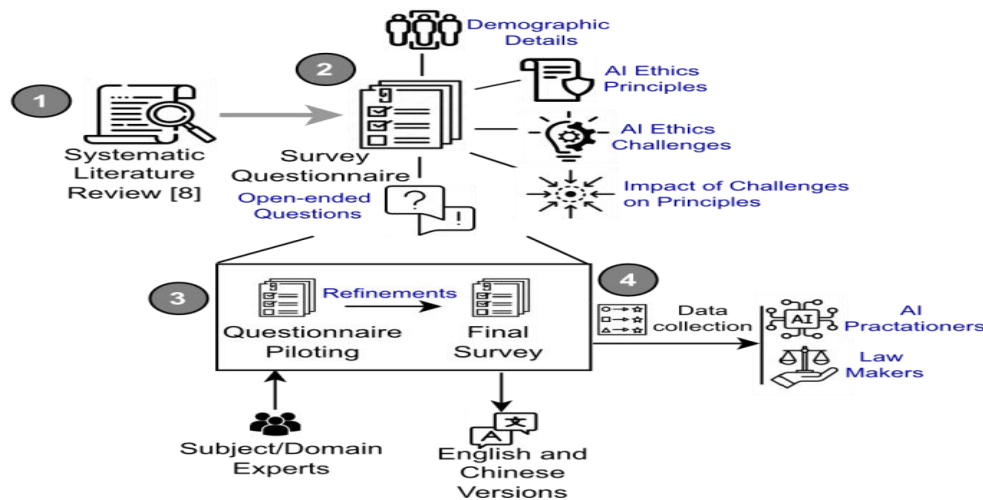 Demographic
Details
2
AI Ethics
Principles
1
AI Ethics
Challenges
Systematic
Literature
Review [8]
Survey
Questionnaire
Impact of Challenges
on Principles
Open-ended
Questions
?
!
3
Refinements
Questionnaire
Piloting
Final
Survey
4
Data
collection
AI
AI
Practationers
Law
Makers
Subject/Domain
Experts
文
A
English and
Chinese
Versions